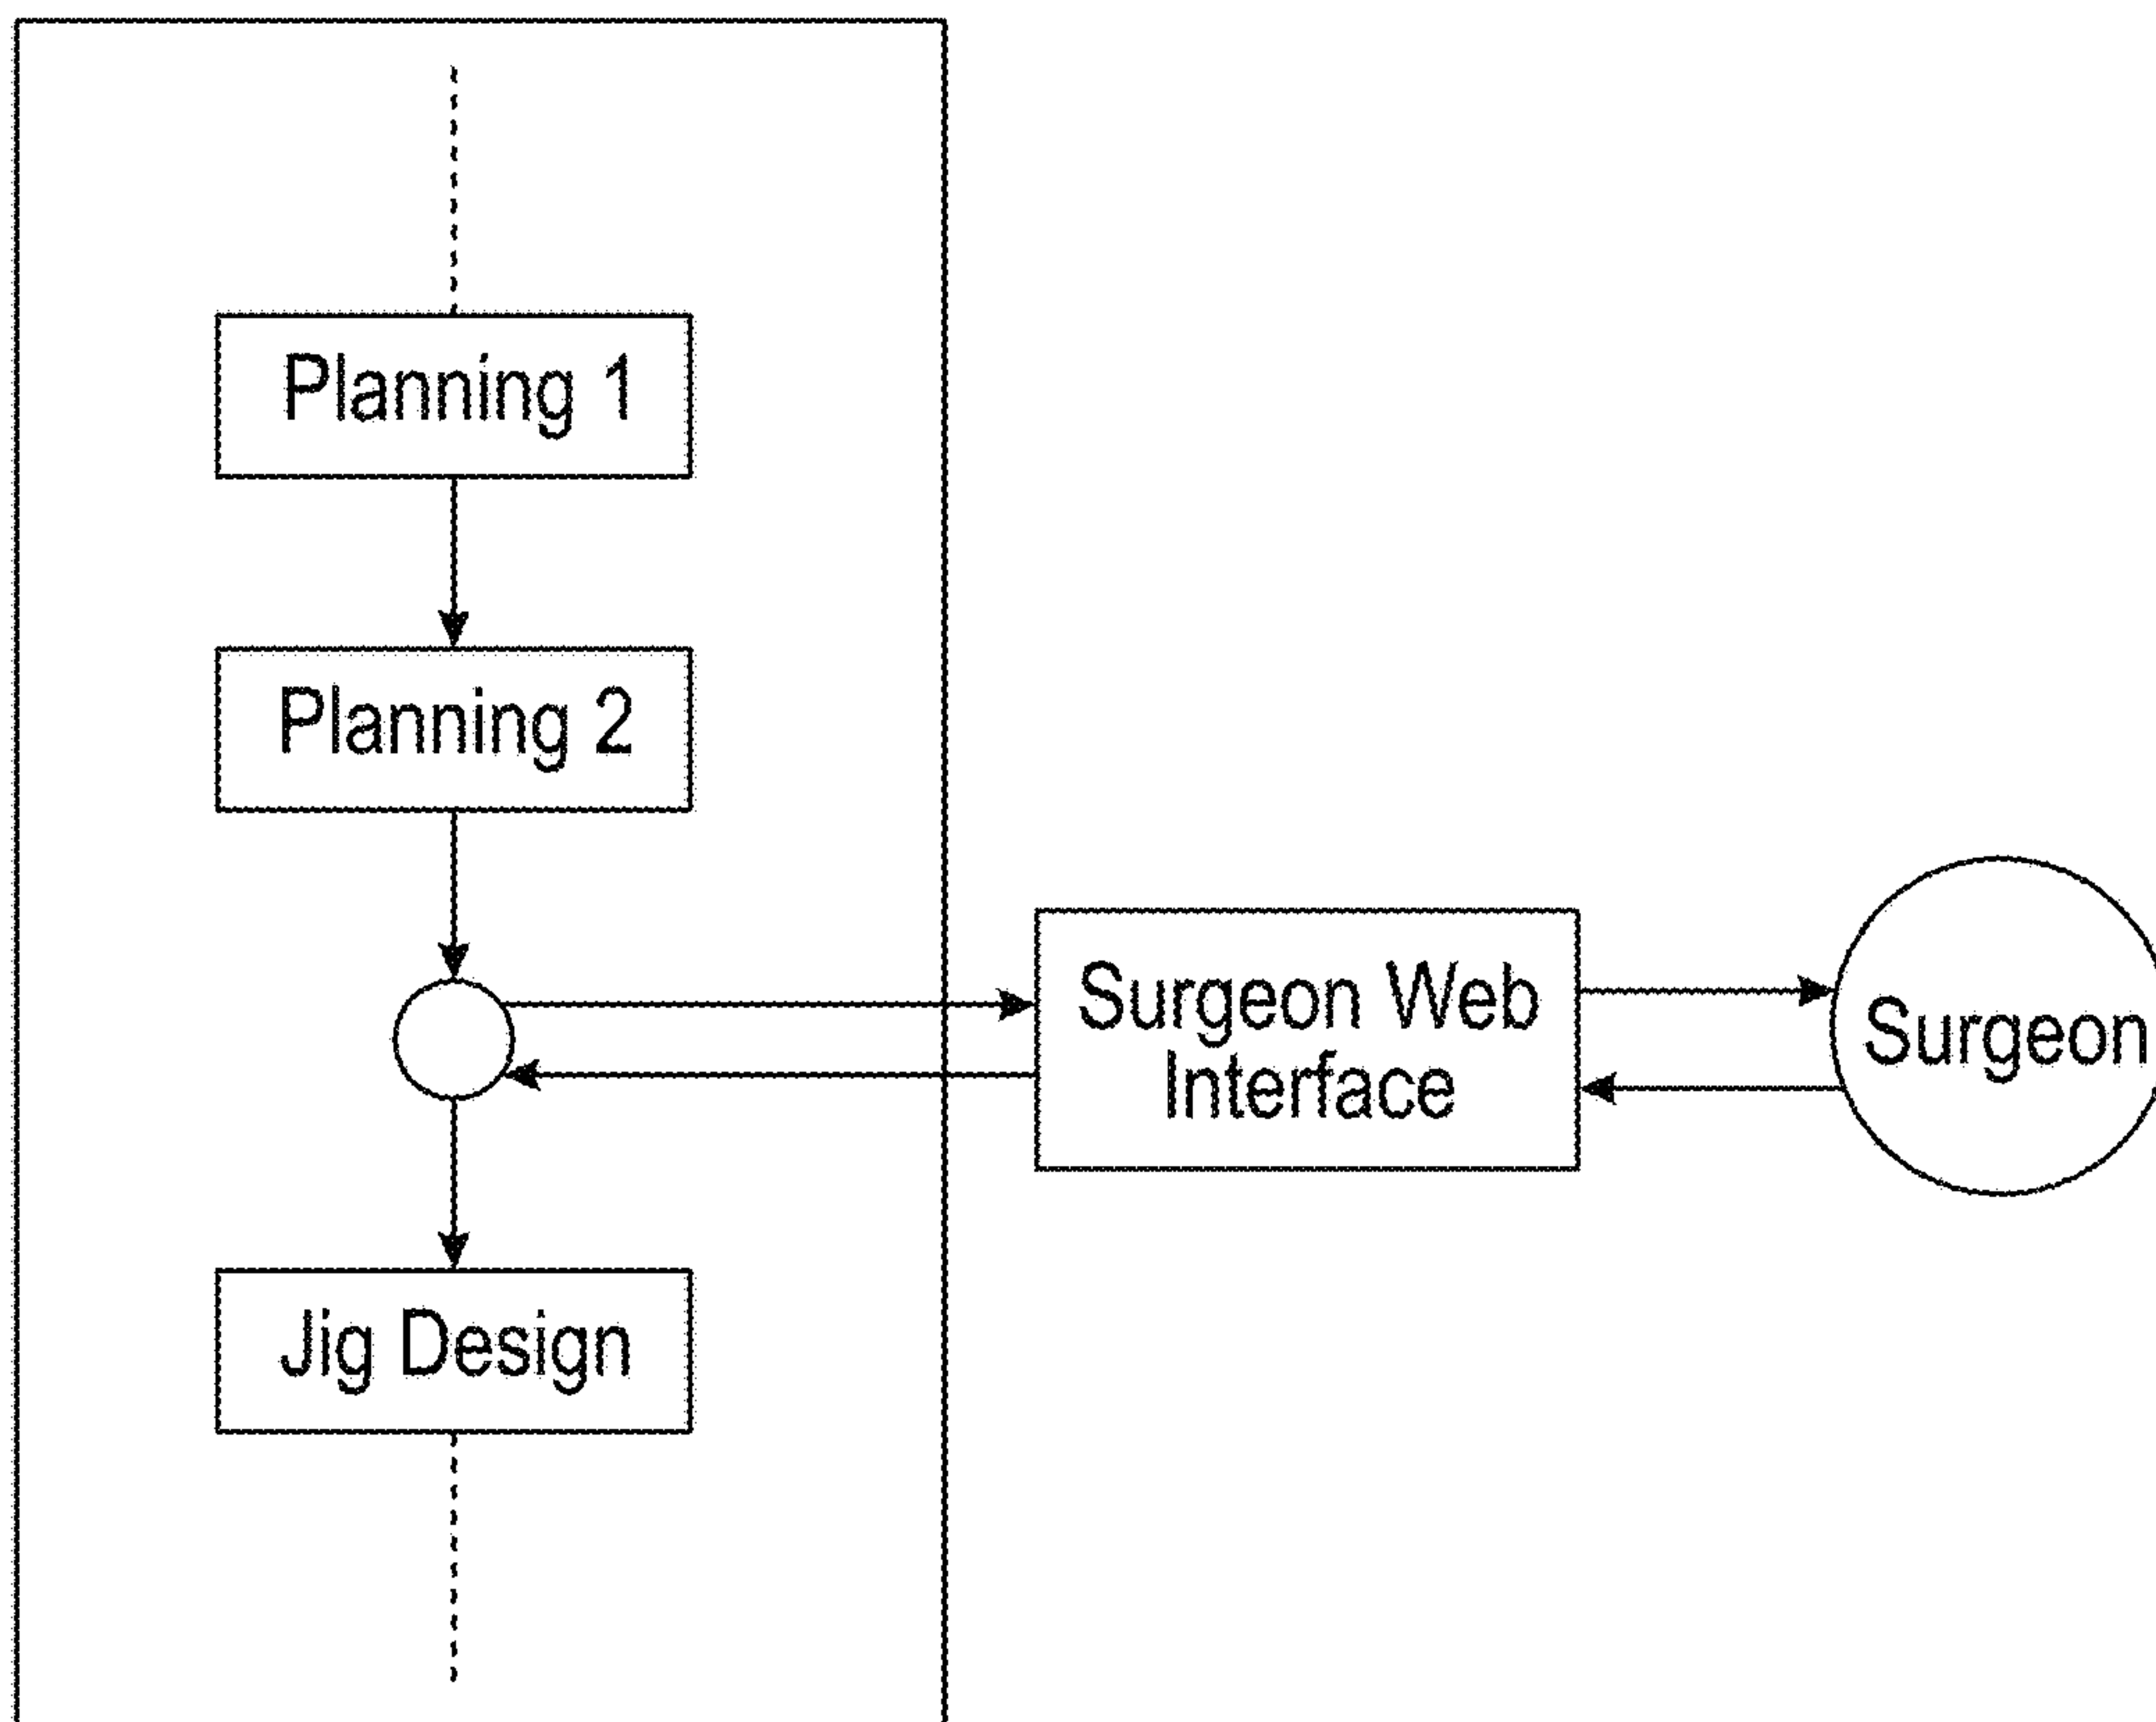 Planning 1
Planning 2
Surgeon Web
Interface
Surgeon
Jig Design